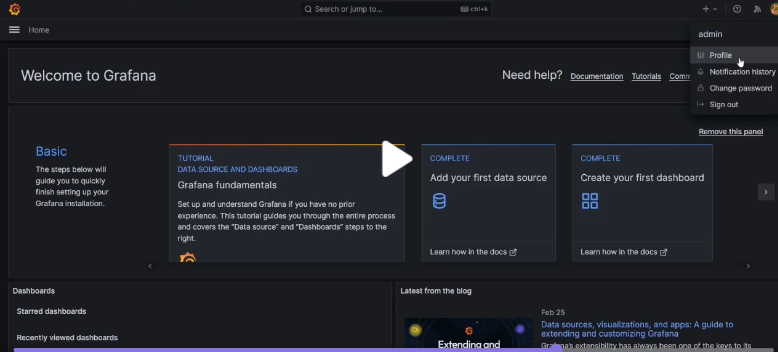 Search or jump to...
ctrl+k
Home
admin
Profile
Notification history
Change password
Sign out
Welcome to Grafana
Need help?
Documentation
Tutorials
Comm
Remove this panel
Basic
The steps below will
guide you to quickly
finish setting up your
Grafana installation.
TUTORIAL
DATA SOURCE AND DASHBOARDS
Grafana fundamentals
Set up and understand Grafana if you have no prior
experience. This tutorial guides you through the entire process
and covers the "Data source" and "Dashboards" steps to the
right.
COMPLETE
Add your first data source
Learn how in the docs
COMPLETE
Create your first dashboard
Learn how in the docs
Dashboards
Starred dashboards
Recently viewed dashboards
Latest from the blog
Extending and
Feb 25
Data sources, visualizations, and apps: A guide to
extending and customizing Grafana
Grafana's extensibility has always been one of the keys to its